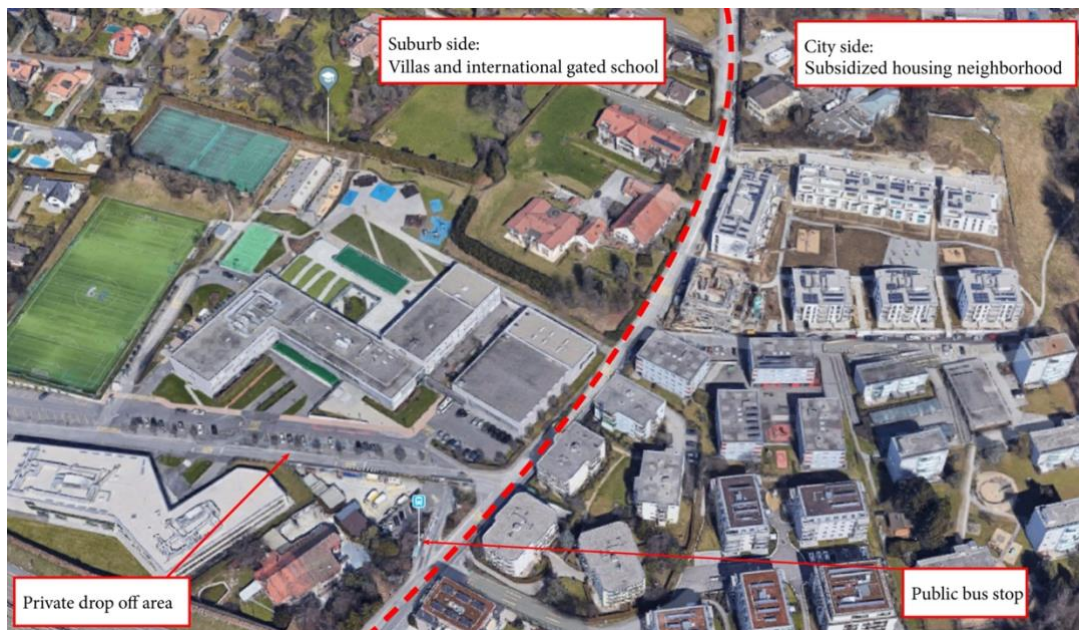 Suburb side:
Villas and international gated school
City side:
Subsidized housing neighborhood
Private drop off area
Public bus stop